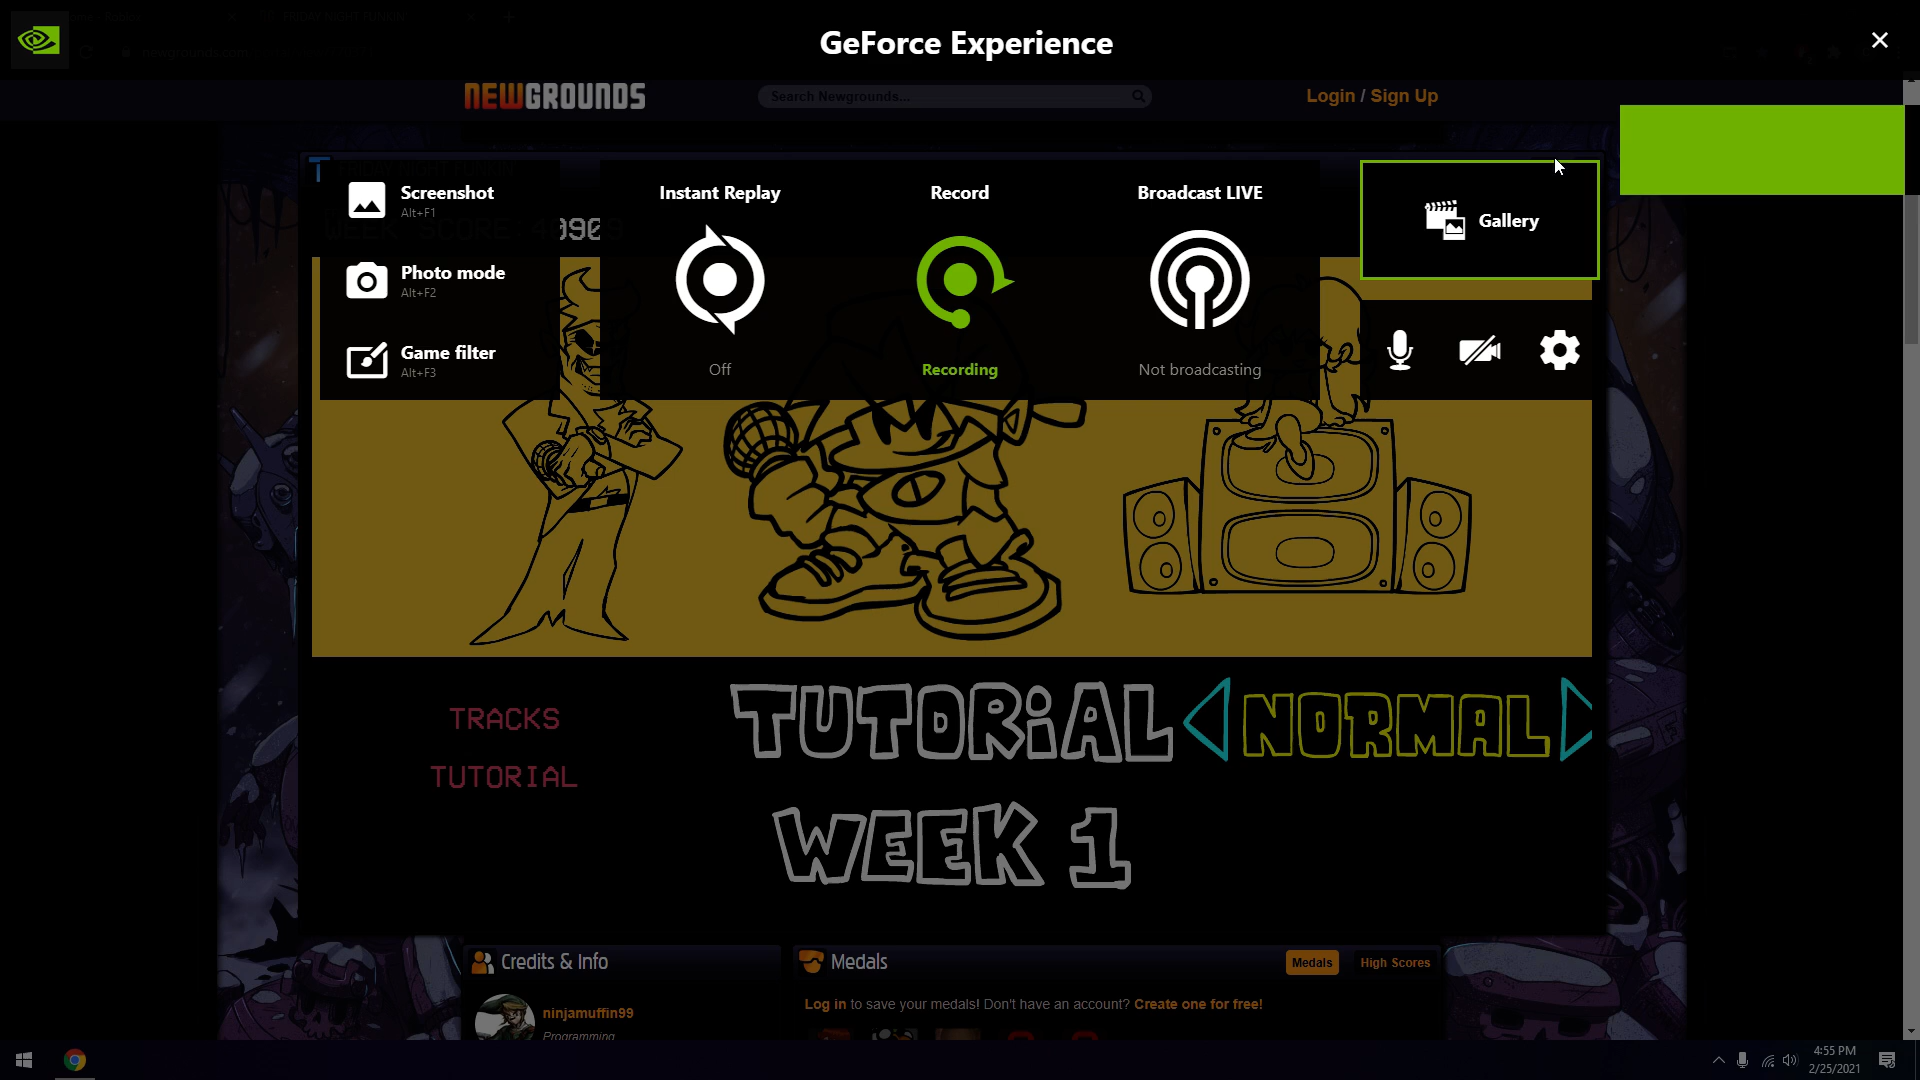 GeForce Experience
NEWGROUNDS
Search Newgrounds...
Login / Sign Up
Screenshot
Alt+F1
Instant Replay
Record
Broadcast LIVE
Gallery
WEEK SCORE
Photo mode
Alt+F2
Game filter
Alt+F3
Off
Recording
Not broadcasting
TRACKS
TUTORIAL
TUTORIAL
NORMAL
WEEK 1
Credits & Info
Medals
Medals
High Scores
ninjamuffin99
Programming
Log in to save your medals! Don't have an account? Create one for free!
4:55 PM
2/25/2021